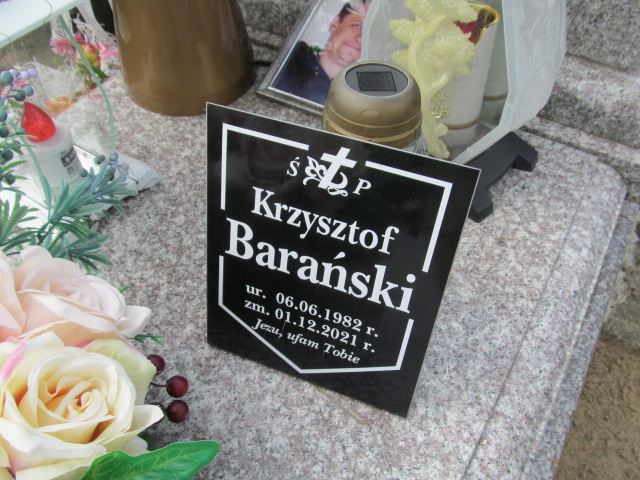 Ś P
Krzysztof
Barański
ur. 06.06.1982 r.
zm. 01.12.2021 r.
Jezu, ufam Tobie